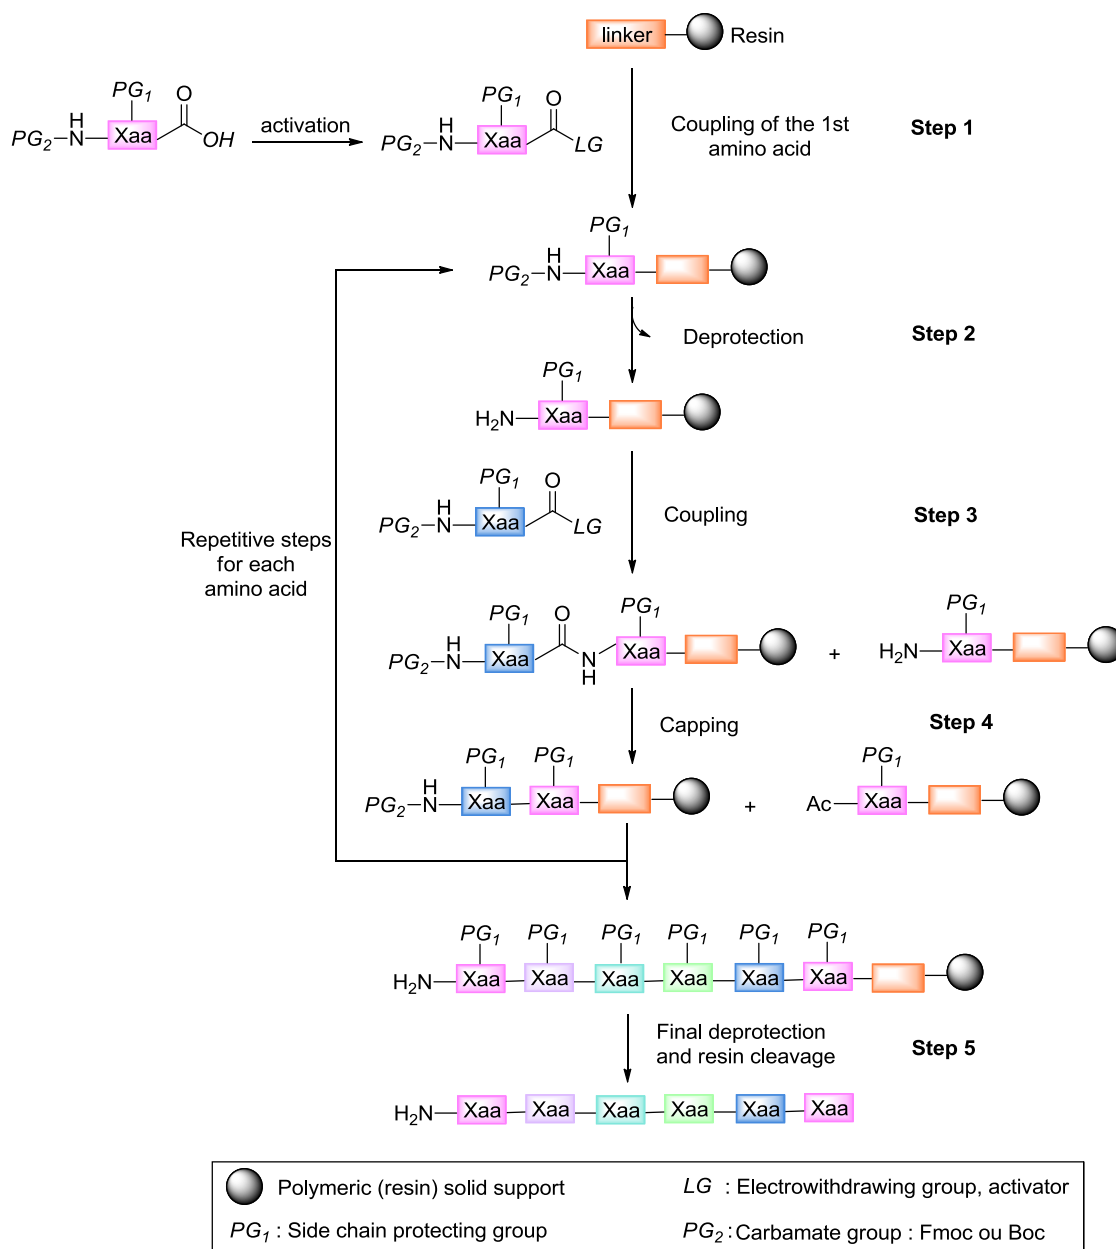 linker
Resin
PG1
H
O
PG2 N Xaa OH
activation
PG1
H
O
PG2 N Xaa LG
Coupling of the 1st
amino acid
Step 1
PG1
H
PG2 N Xaa
Deprotection
Step 2
PG1
H2N Xaa
PG1
H
O
PG2 N Xaa LG
Coupling
Step 3
Repetitive steps
for each
amino acid
PG1
O
PG1
H
PG2 N Xaa N Xaa
H
+
PG1
H2N Xaa
Capping
Step 4
PG1 PG1
H
PG2 N Xaa Xaa
+
PG1
Ac Xaa
PG1 PG1 PG1 PG1 PG1 PG1
H2N Xaa Xaa Xaa Xaa Xaa Xaa
Final deprotection
and resin cleavage
Step 5
H2N Xaa Xaa Xaa Xaa Xaa Xaa
Polymeric (resin) solid support
LG : Electrowithdrawing group, activator
PG1 : Side chain protecting group
PG2 : Carbamate group : Fmoc ou Boc